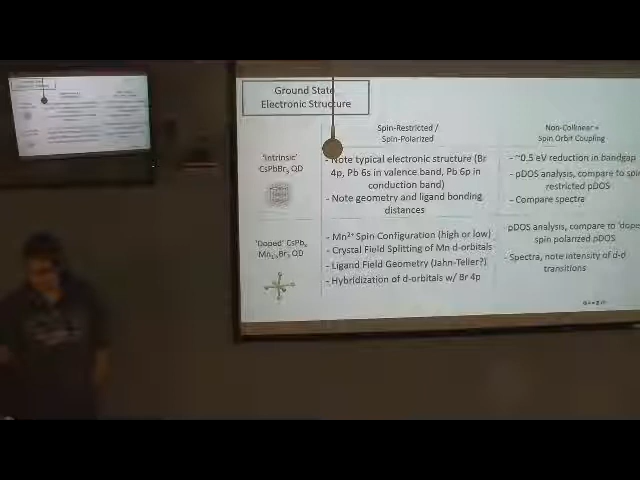 Ground State
Electronic Structure
Spin-Restricted /
Spin-Polarized
Non-Collinear +
Spin Orbit Coupling
'Intrinsic'
CsPbBr₃ QD
- Note typical electronic structure (Br
4p, Pb 6s in valence band, Pb 6p in
conduction band)
- Note geometry and ligand bonding
distances
- ~0.5 eV reduction in bandgap
- pDOS analysis, compare to spin
restricted pDOS
- Compare spectra
'Doped' CsPbₓ
Br₃ QD
- Mn²⁺ Spin Configuration (high or low)
- Crystal Field Splitting of Mn d-orbitals
- Ligand Field Geometry (Jahn-Teller?)
- Hybridization of d-orbitals w/ Br 4p
pDOS analysis, compare to 'dope
spin polarized pDOS
- Spectra, note intensity of d-d
transitions